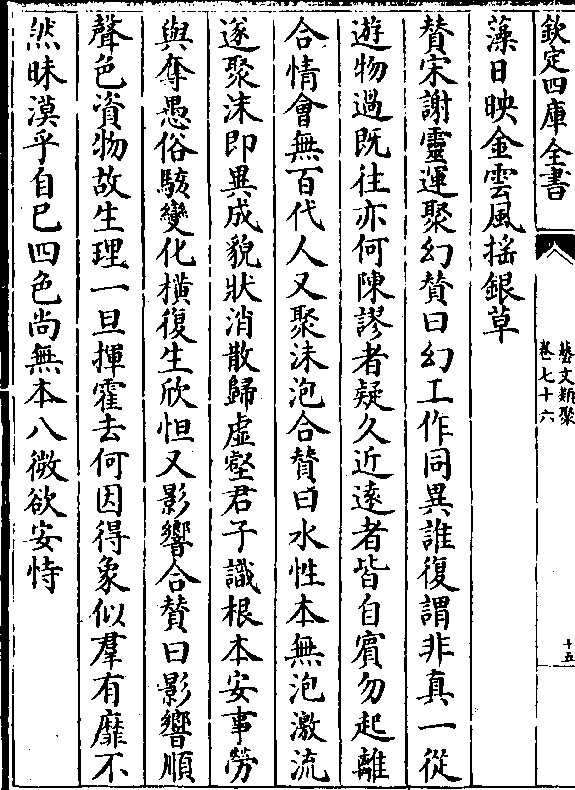 欽定四庫全書
藝文類聚
卷七十六
十五
藻日映金雲風揺銀草
賛宋謝靈運聚幻賛曰幻工作同異誰復謂非真一從
遊物過既往亦何陳謬者疑久近逺者皆自賓勿起離
合情會無百代人又聚沫泡合賛曰水性本無泡激流
遂聚沫即異成貌狀消散歸虛壑君子識根本安事勞
與奪愚俗駭變化横復生欣怛又影響合賛曰影響順
聲色資物故生理一旦揮霍去何因得象似羣有靡不
然昧漠乎自已四色尚無本八微欲安恃